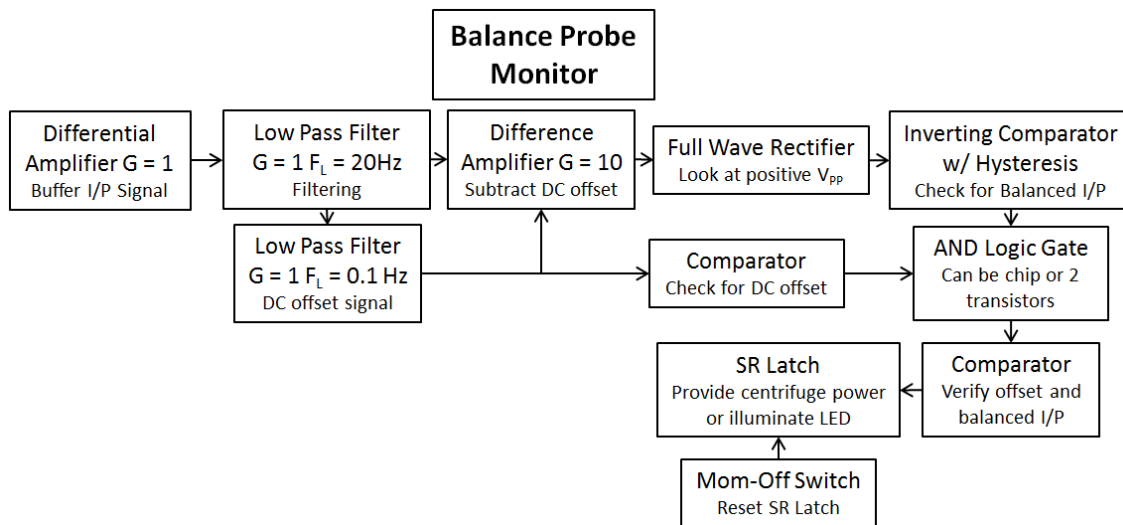 Balance Probe
Monitor
Differential
Amplifier G = 1
Buffer I/P Signal
Low Pass Filter
G = 1 F_L = 20Hz
Filtering
Difference
Amplifier G = 10
Subtract DC offset
Full Wave Rectifier
Look at positive V_PP
Inverting Comparator
w/ Hysteresis
Check for Balanced I/P
Low Pass Filter
G = 1 F_L = 0.1 Hz
DC offset signal
Comparator
Check for DC offset
AND Logic Gate
Can be chip or 2
transistors
SR Latch
Provide centrifuge power
or illuminate LED
Comparator
Verify offset and
balanced I/P
Mom-Off Switch
Reset SR Latch